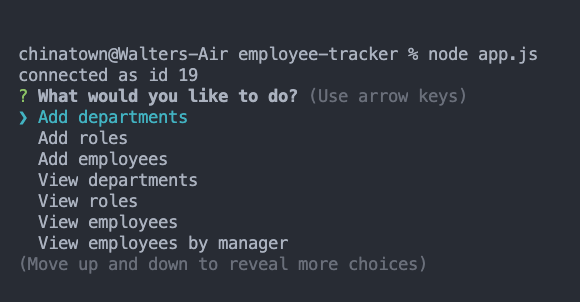 chinatown@Walters-Air employee-tracker % node app.js
connected as id 19
? What would you like to do? (Use arrow keys)
❯ Add departments
  Add roles
  Add employees
  View departments
  View roles
  View employees
  View employees by manager
(Move up and down to reveal more choices)